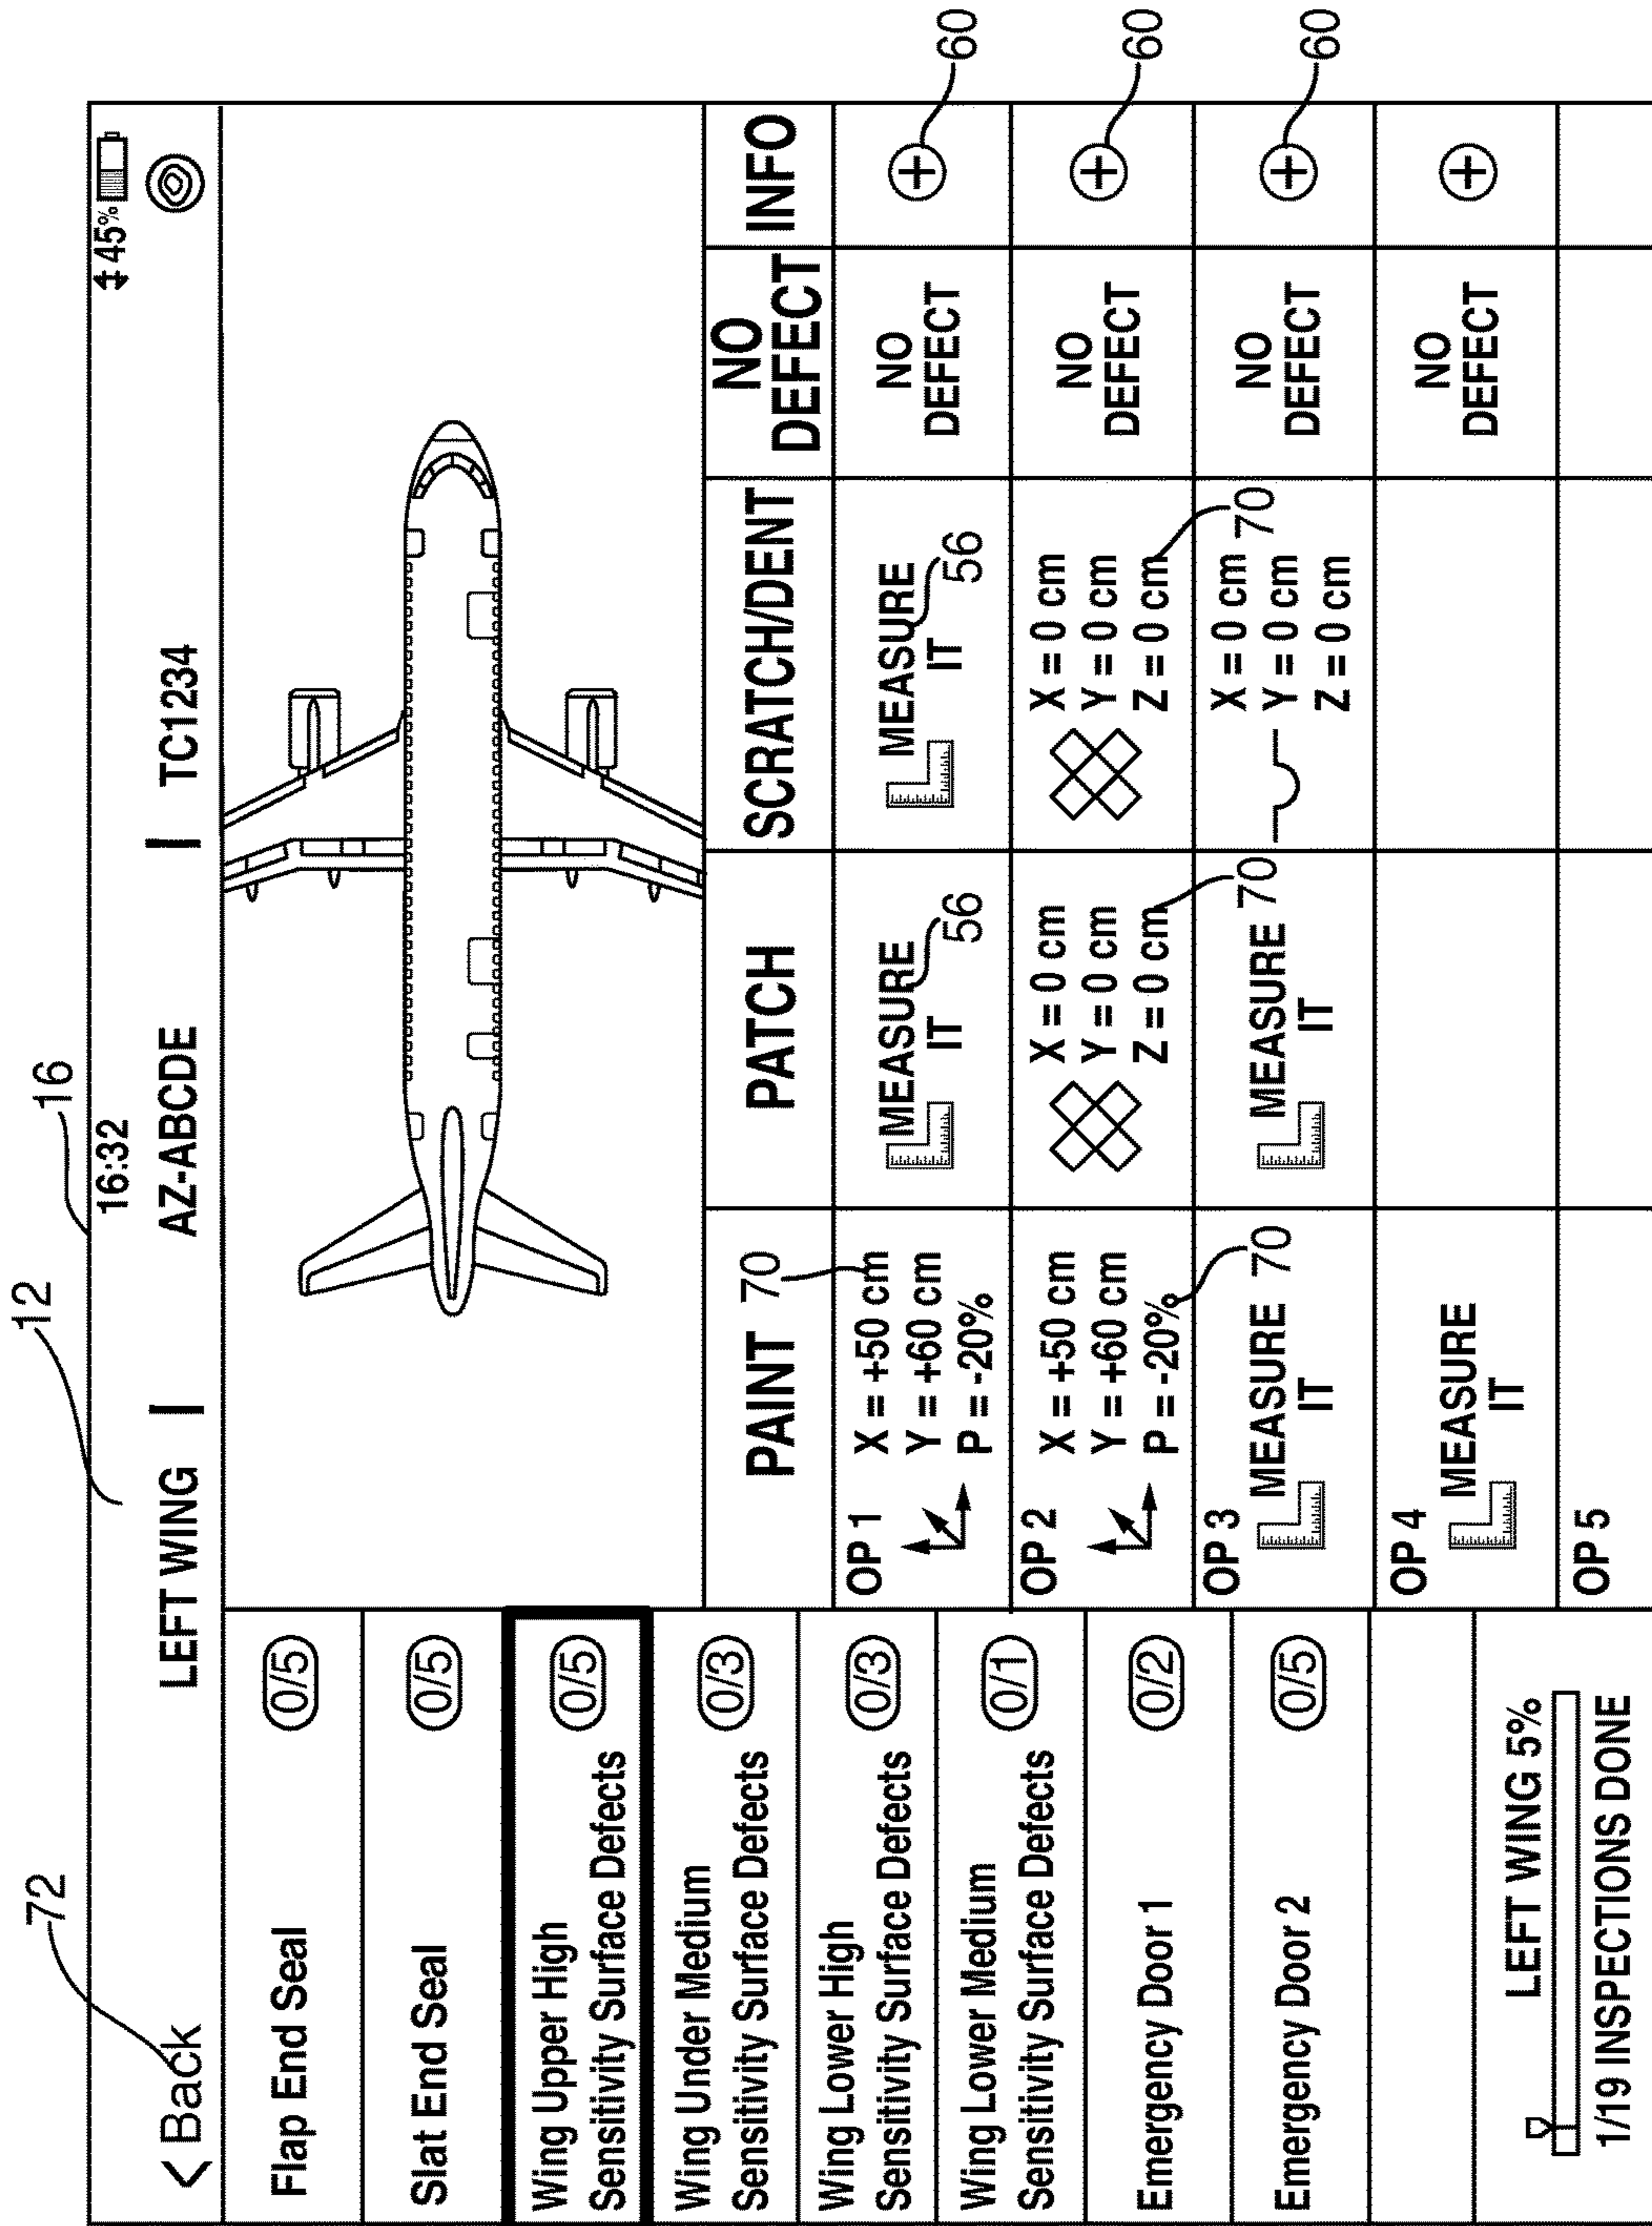 72
12
16
16:32
45%
< Back
LEFT WING | AZ-ABCDE | TC1234
Flap End Seal 0/5
Slat End Seal 0/5
Wing Upper High
Sensitivity Surface Defects 0/5
Wing Under Medium
Sensitivity Surface Defects 0/3
Wing Lower High
Sensitivity Surface Defects 0/3
Wing Lower Medium
Sensitivity Surface Defects 0/1
Emergency Door 1 0/2
Emergency Door 2 0/5
LEFT WING 5%
1/19 INSPECTIONS DONE
PAINT 70
PATCH
SCRATCH/DENT
NO
DEFECT
INFO
OP 1
X = +50 cm
Y = +60 cm
P = -20%
MEASURE
IT
56
MEASURE
IT
56
NO
DEFECT
60
OP 2
X = +50 cm
Y = +60 cm
P = -20%
70
X = 0 cm
Y = 0 cm
Z = 0 cm
70
X = 0 cm
Y = 0 cm
Z = 0 cm
70
NO
DEFECT
60
OP 3
MEASURE
IT
MEASURE
IT
X = 0 cm
Y = 0 cm
Z = 0 cm
NO
DEFECT
60
OP 4
MEASURE
IT
NO
DEFECT
OP 5